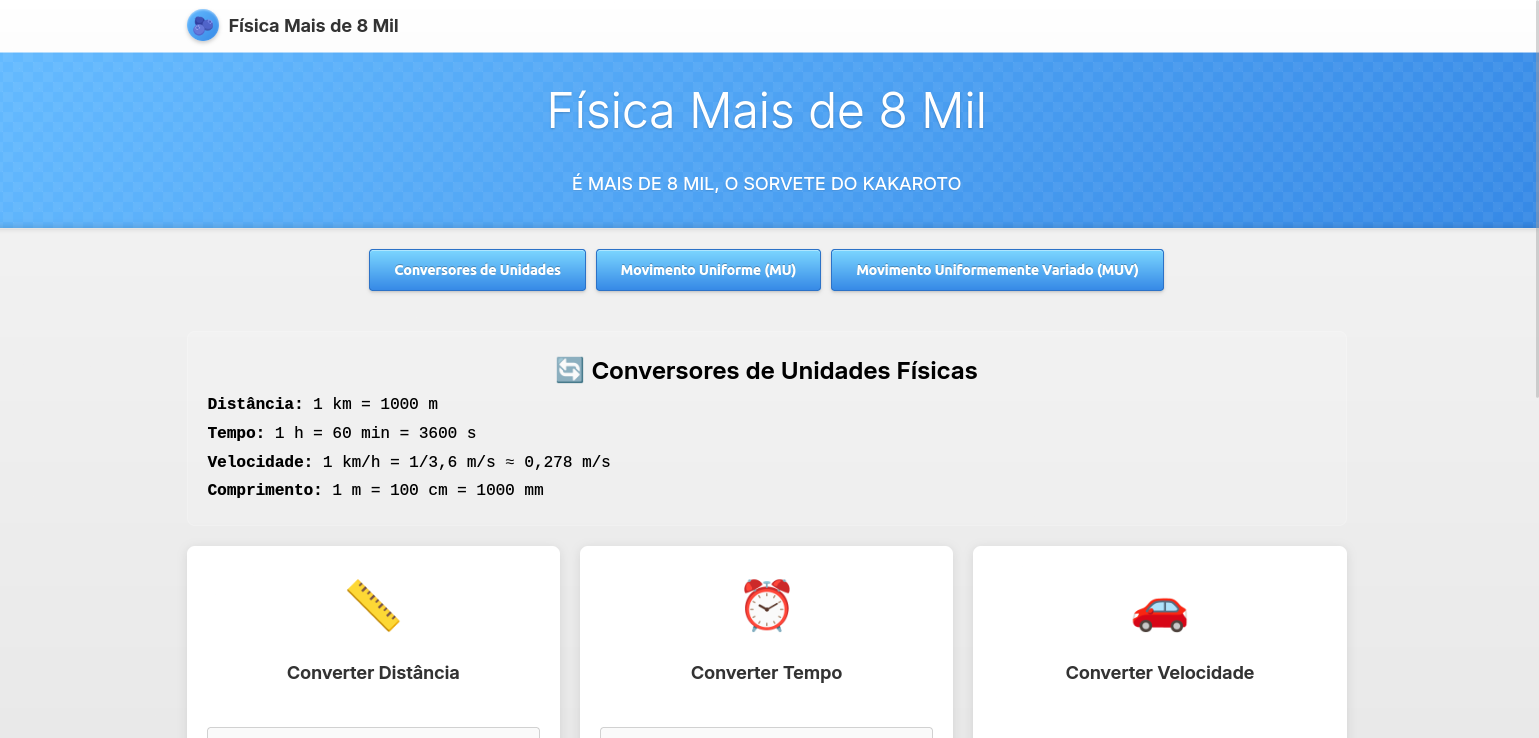 Física Mais de 8 Mil
Física Mais de 8 Mil
É MAIS DE 8 MIL, O SORVETE DO KAKAROTO
Conversores de Unidades
Movimento Uniforme (MU)
Movimento Uniformemente Variado (MUV)
Conversores de Unidades Físicas
Distância: 1 km = 1000 m
Tempo: 1 h = 60 min = 3600 s
Velocidade: 1 km/h = 1/3,6 m/s ≈ 0,278 m/s
Comprimento: 1 m = 100 cm = 1000 mm
Converter Distância
Converter Tempo
Converter Velocidade